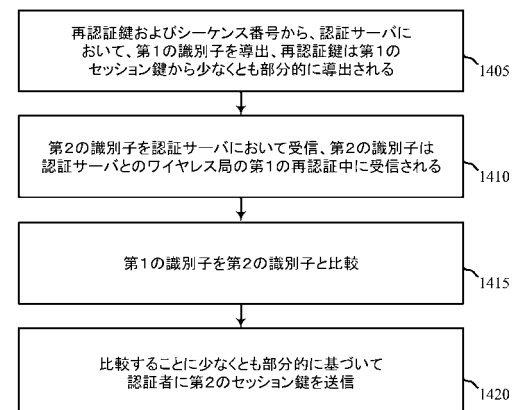 再認証鍵およびシーケンス番号から、認証サーバに
おいて、第1の識別子を導出、再認証鍵は第1の
セッション鍵から少なくとも部分的に導出される
1405
第2の識別子を認証サーバにおいて受信、第2の識別子は
認証サーバとのワイヤレス局の第1の再認証中に受信される
1410
第1の識別子を第2の識別子と比較
1415
比較することに少なくとも部分的に基づいて
認証者に第2のセッション鍵を送信
1420